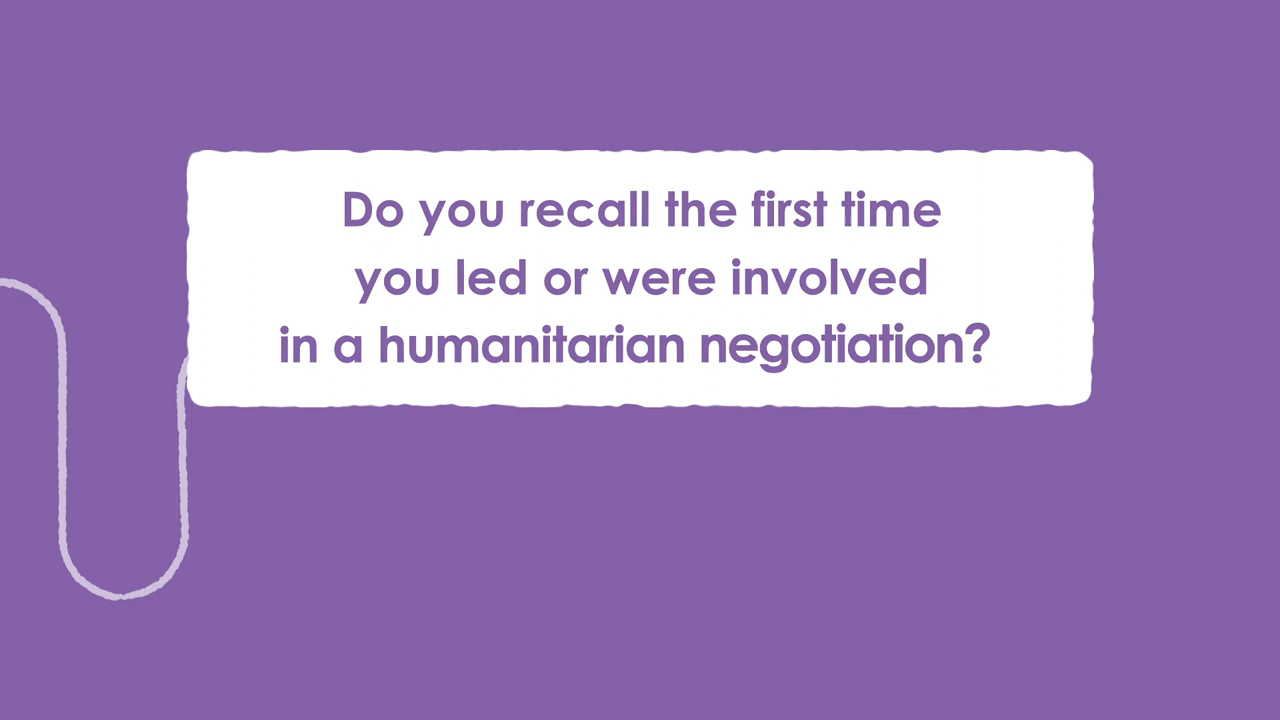 Do you recall the first time
you led or were involved
in a humanitarian negotiation?